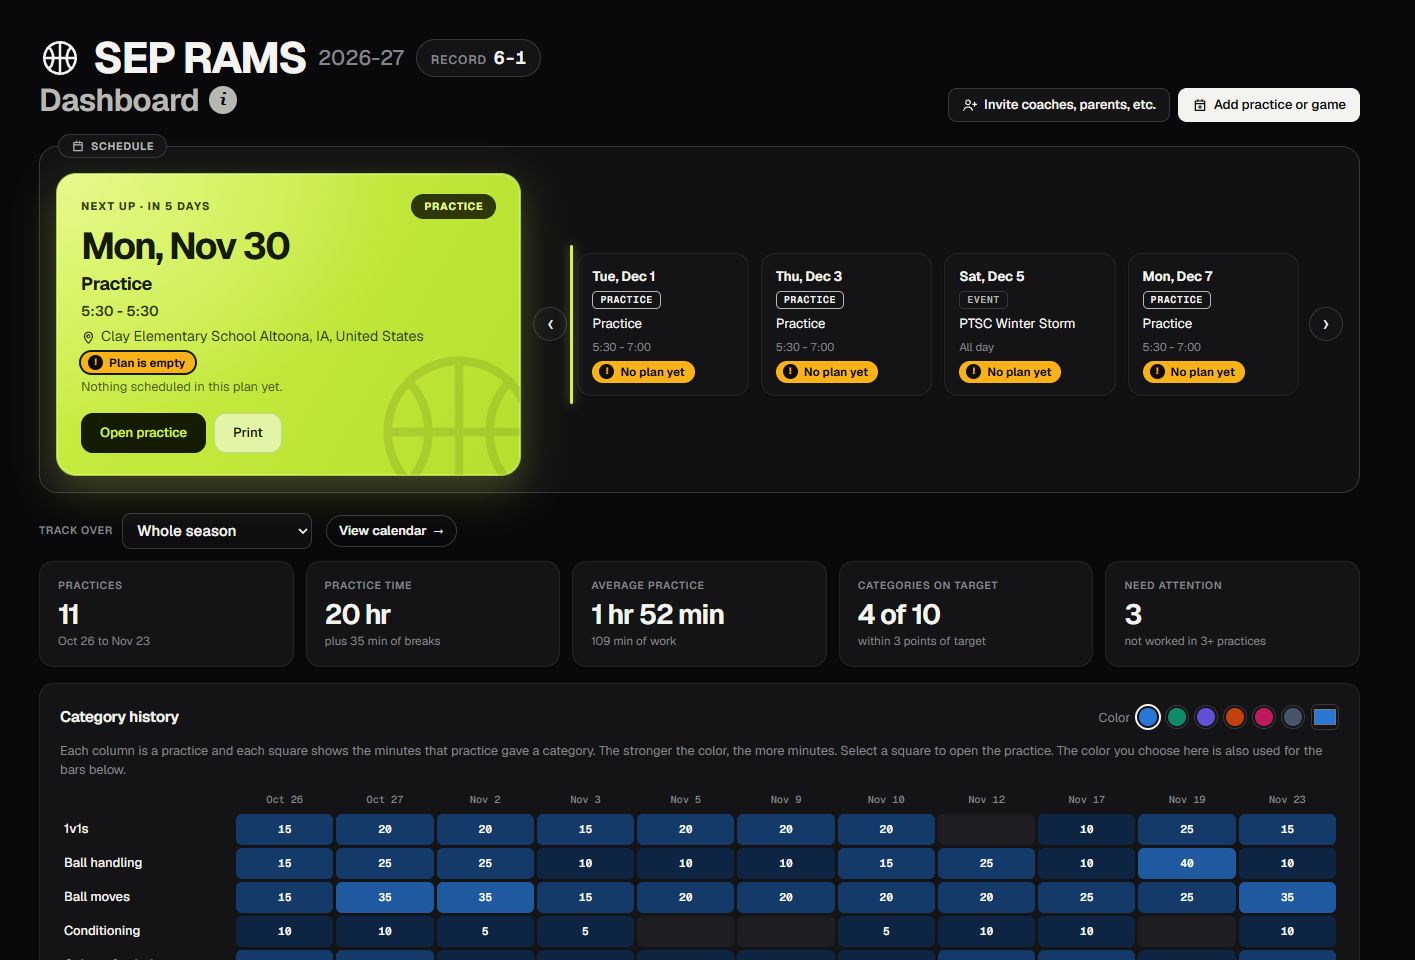 SEP RAMS 2026-27 RECORD 6-1
Dashboard i
Invite coaches, parents, etc. Add practice or game
SCHEDULE
NEXT UP · IN 5 DAYS PRACTICE
Mon, Nov 30
Practice
5:30 - 5:30
Clay Elementary School Altoona, IA, United States
! Plan is empty
Nothing scheduled in this plan yet.
Open practice Print
‹
Tue, Dec 1
PRACTICE
Practice
5:30 - 7:00
! No plan yet
Thu, Dec 3
PRACTICE
Practice
5:30 - 7:00
! No plan yet
Sat, Dec 5
EVENT
PTSC Winter Storm
All day
! No plan yet
Mon, Dec 7
PRACTICE
Practice
5:30 - 7:00
! No plan yet
›
TRACK OVER Whole season View calendar →
PRACTICES
11
Oct 26 to Nov 23
PRACTICE TIME
20 hr
plus 35 min of breaks
AVERAGE PRACTICE
1 hr 52 min
109 min of work
CATEGORIES ON TARGET
4 of 10
within 3 points of target
NEED ATTENTION
3
not worked in 3+ practices
Category history Color
Each column is a practice and each square shows the minutes that practice gave a category. The stronger the color, the more minutes. Select a square to open the practice. The color you choose here is also used for the
bars below.
Oct 26 Oct 27 Nov 2 Nov 3 Nov 5 Nov 9 Nov 10 Nov 12 Nov 17 Nov 19 Nov 23
1v1s 15 20 20 15 20 20 20 10 25 15
Ball handling 15 25 25 10 10 10 15 25 10 40 10
Ball moves 15 35 35 15 20 20 20 20 25 25 35
Conditioning 10 10 5 5 5 10 10 10